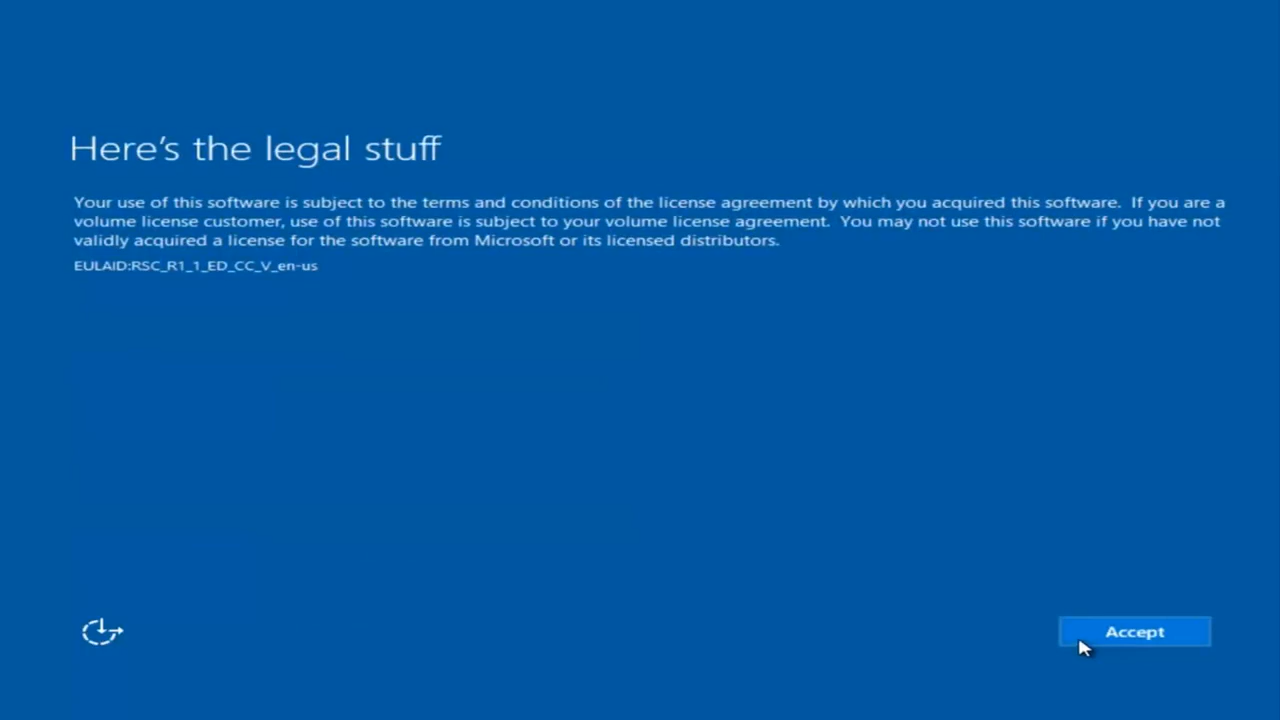 Here's the legal stuff
Your use of this software is subject to the terms and conditions of the license agreement by which you acquired this software.  If you are a
volume license customer, use of this software is subject to your volume license agreement.  You may not use this software if you have not
validly acquired a license for the software from Microsoft or its licensed distributors.
EULAID:RSC_R1_1_ED_CC_V_en-us
Accept